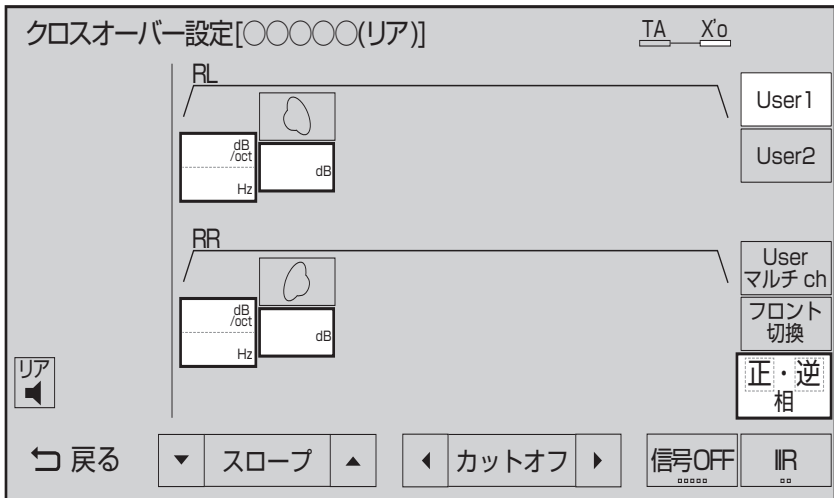 クロスオーバー設定[○○○○○(リア)]
TA X'o
RL
User1
dB
/oct
dB
Hz
User2
RR
User
マルチ ch
dB
/oct
dB
Hz
フロント
切換
リア
正・逆
相
戻る
▼ スロープ ▲
◀ カットオフ ▶
信号OFF
IIR